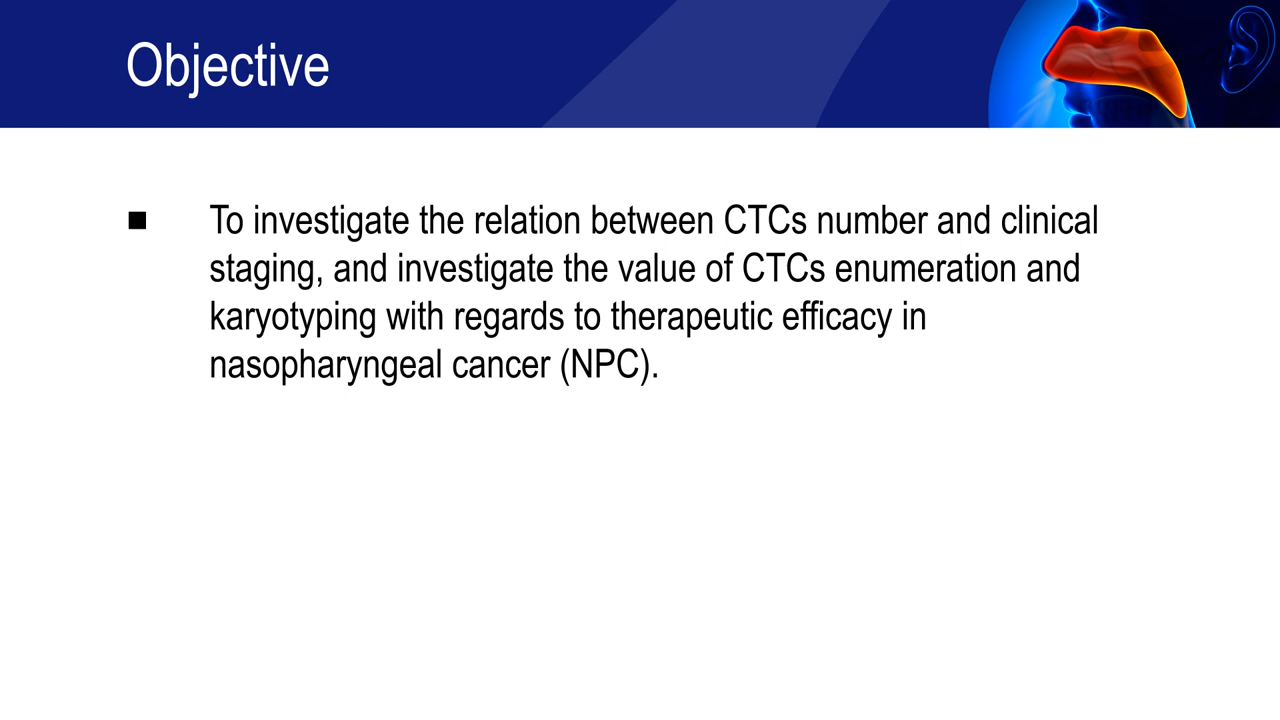 Objective
■ To investigate the relation between CTCs number and clinical
staging, and investigate the value of CTCs enumeration and
karyotyping with regards to therapeutic efficacy in
nasopharyngeal cancer (NPC).